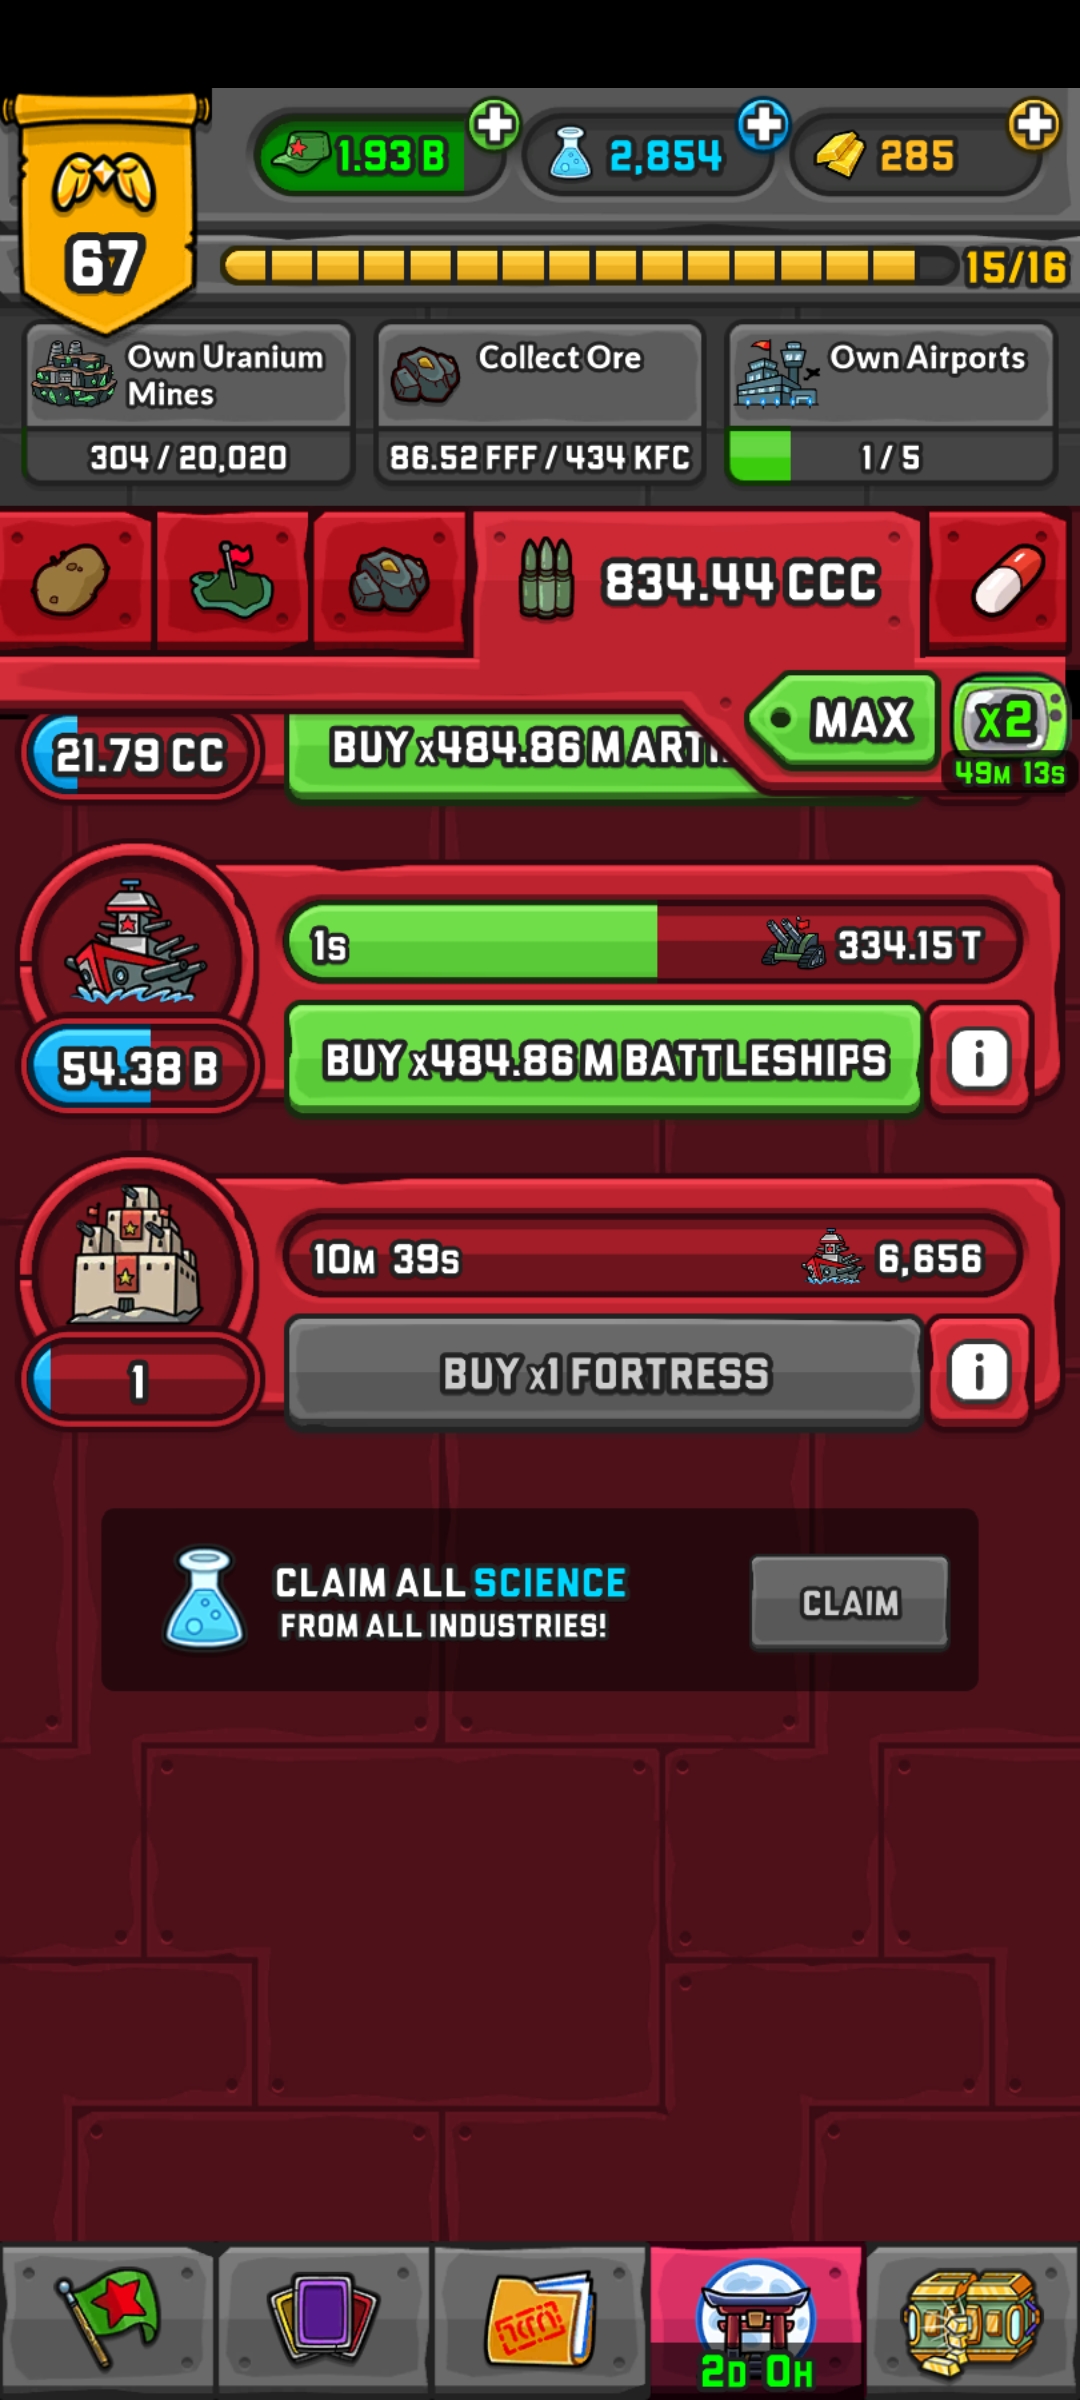 1.93 B
2,854
285
67
15/16
Own Uranium
Mines
304 / 20,020
Collect Ore
86.52 FFF / 434 KFC
Own Airports
1 / 5
834.44 CCC
MAX
x2
49M 13S
21.79 CC
BUY x484.86 M
1S
334.15 T
54.38 B
BUY x484.86 M BATTLESHIPS
i
10M 39S
6,656
1
BUY x1 FORTRESS
i
CLAIM ALL SCIENCE
FROM ALL INDUSTRIES!
CLAIM
2D 0H